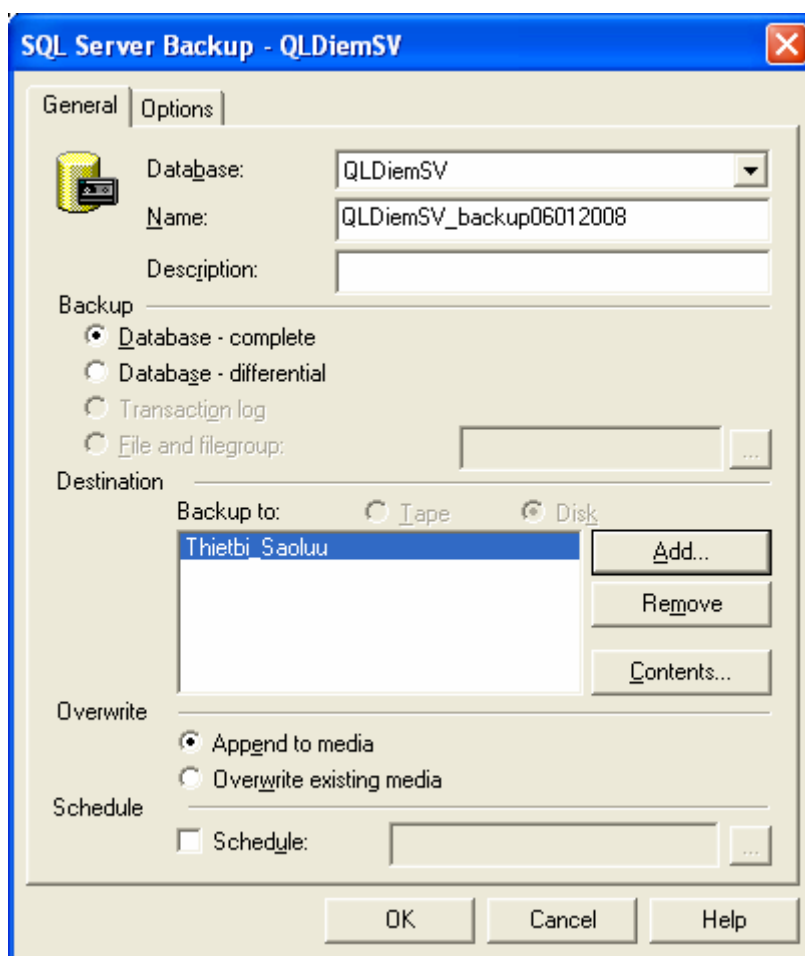 SQL Server Backup - QLDiemSV
General Options
Database: QLDiemSV
Name: QLDiemSV_backup06012008
Description:
Backup
Database - complete
Database - differential
Transaction log
File and filegroup: ...
Destination
Backup to: Tape Disk
Thietbi_Saoluu
Add...
Remove
Contents...
Overwrite
Append to media
Overwrite existing media
Schedule
Schedule: ...
OK Cancel Help